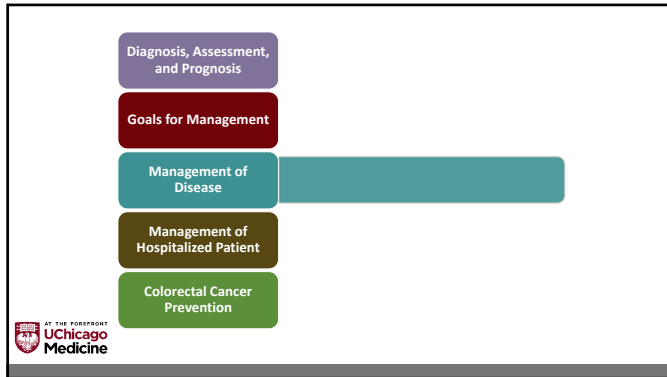 Diagnosis, Assessment,
and Prognosis
Goals for Management
Management of
Disease
Management of
Hospitalized Patient
Colorectal Cancer
Prevention
AT THE FOREFRONT
UChicago
Medicine